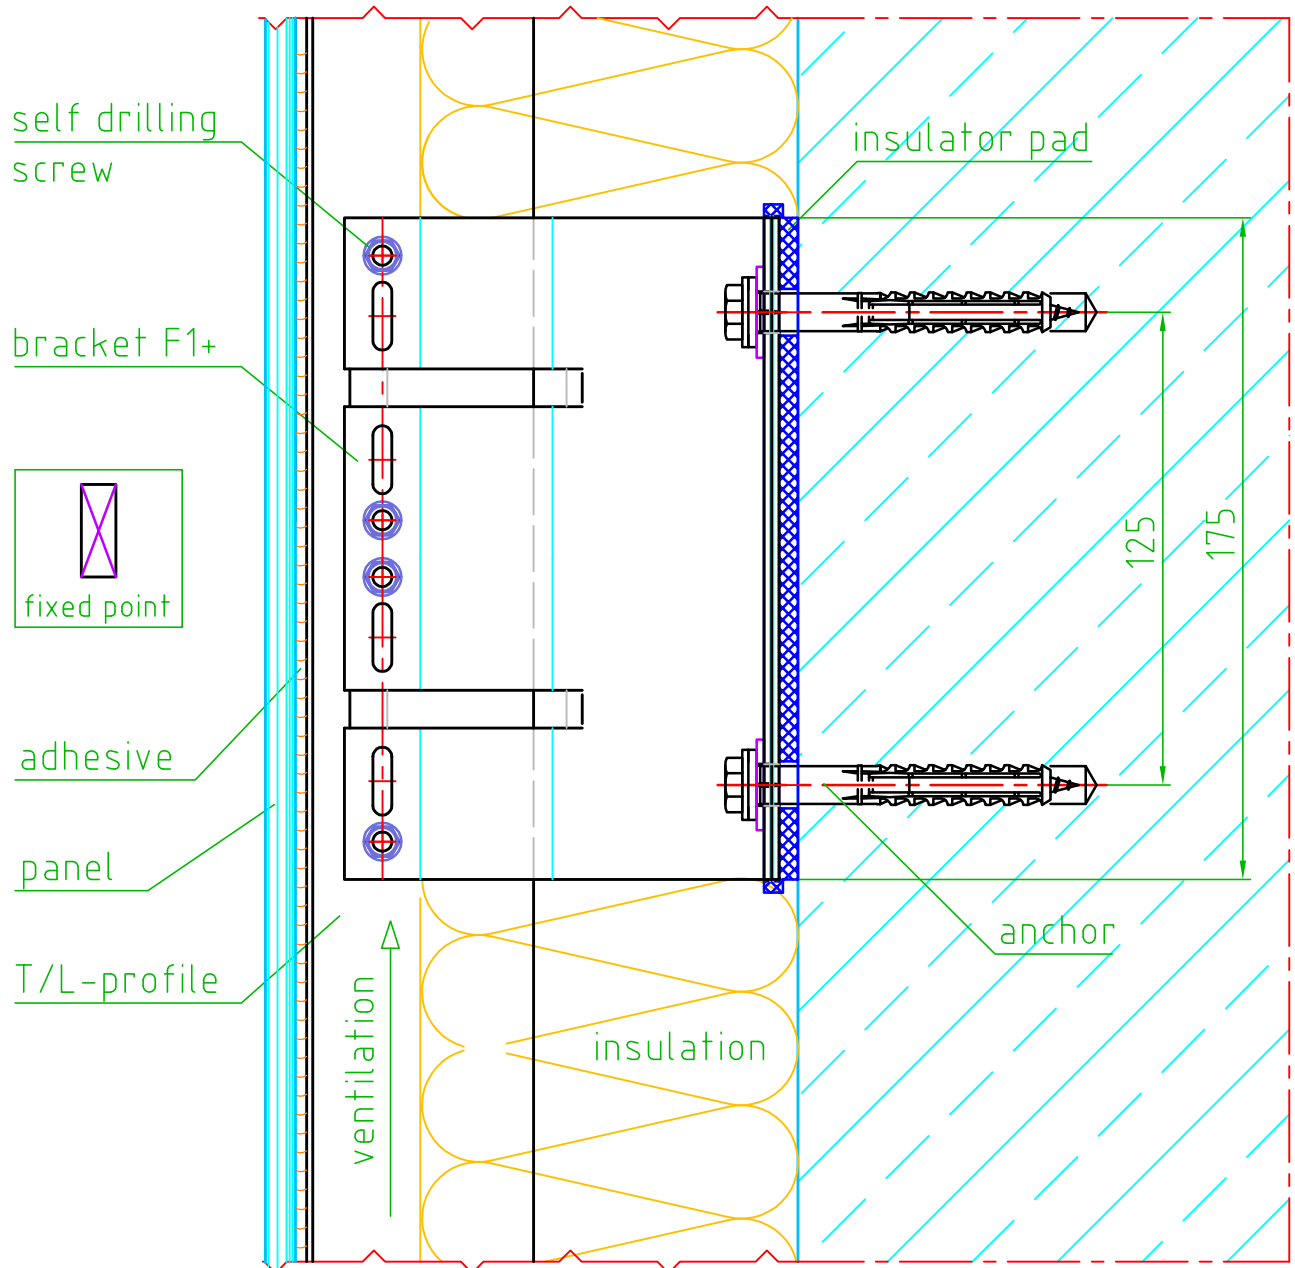 self drilling
screw
insulator pad
bracket F1+
fixed point
125
175
adhesive
panel
anchor
T/L-profile
ventilation
insulation